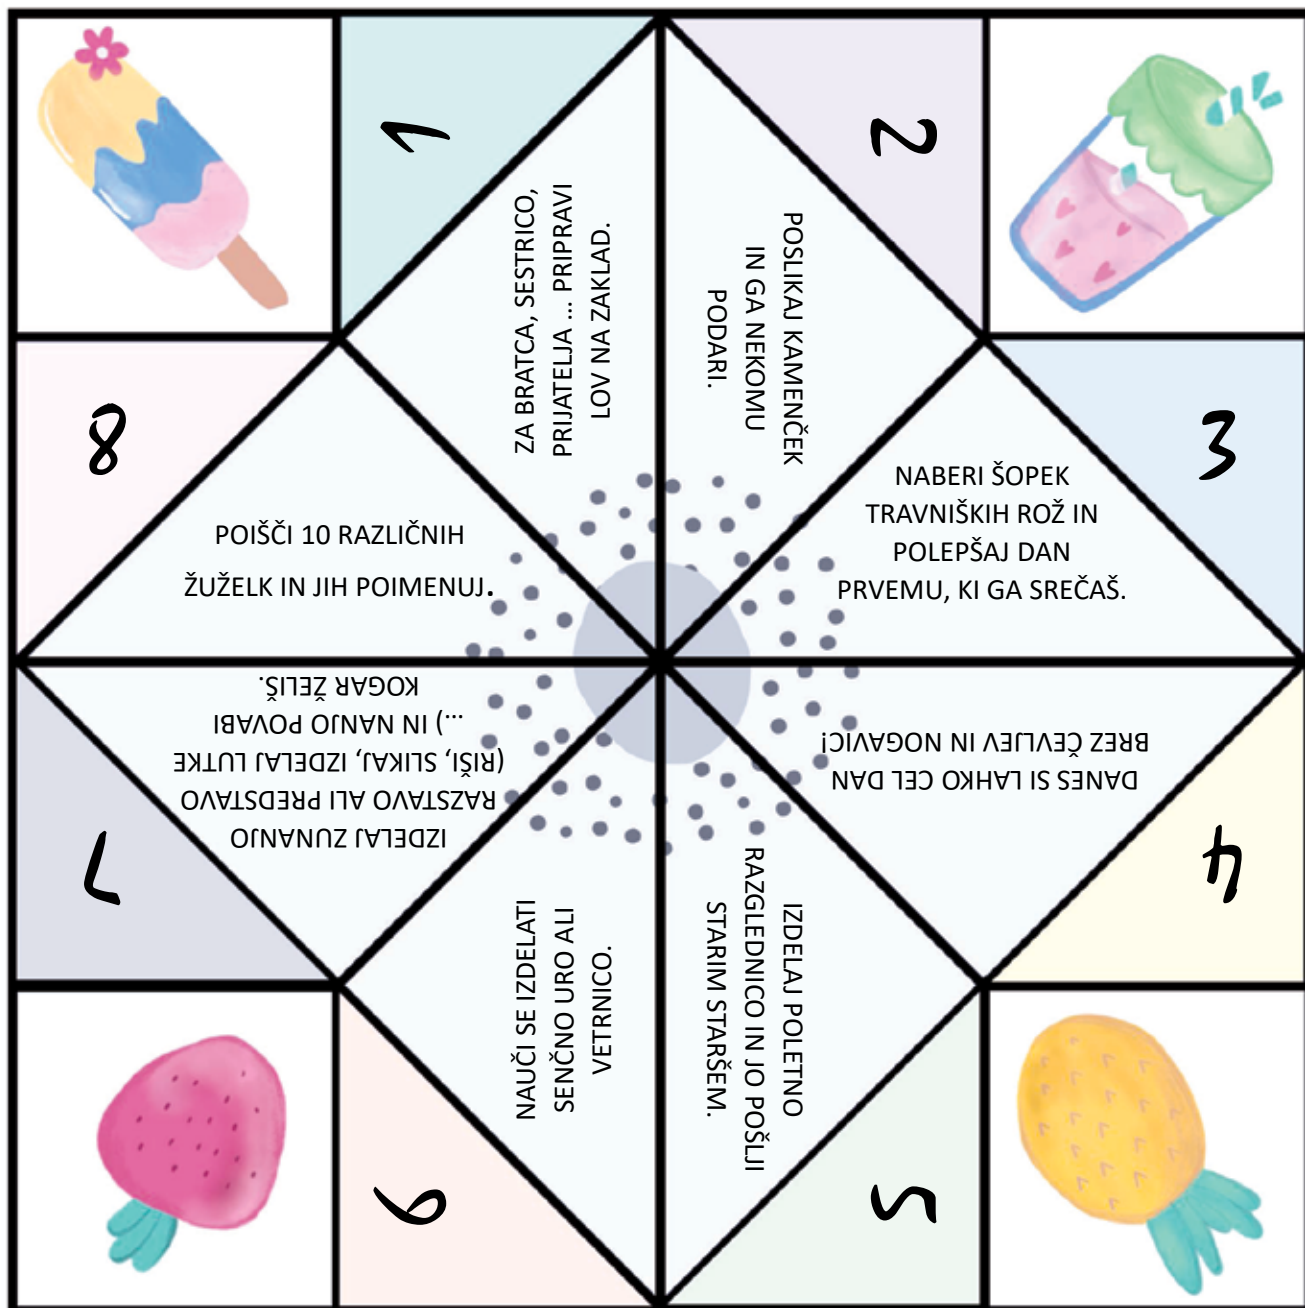 1
ZA BRATCA, SESTRICO,
PRIJATELJA ... PRIPRAVI
LOV NA ZAKLAD.
2
POSLIKAJ KAMENČEK
IN GA NEKOMU
PODARI.
3
NABERI ŠOPEK
TRAVNIŠKIH ROŽ IN
POLEPŠAJ DAN
PRVEMU, KI GA SREČAŠ.
4
DANES SI LAHKO CEL DAN
BREZ ČEVLJEV IN NOGAVIC!
5
IZDELAJ POLETNO
RAZGLEDNICO IN JO POŠLJI
STARIM STARŠEM.
6
NAUČI SE IZDELATI
SENČNO URO ALI
VETRNICO.
7
IZDELAJ ZUNANJO
RAZSTAVO ALI PREDSTAVO
(RIŠI, SLIKAJ, IZDELAJ LUTKE
...) IN NANJO POVABI
KOGAR ŽELIŠ.
8
POIŠČI 10 RAZLIČNIH
ŽUŽELK IN JIH POIMENUJ.